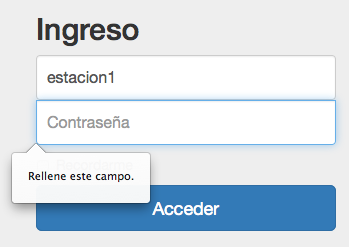 Ingreso
estacion1
Contraseña
Rellene este campo.
Acceder